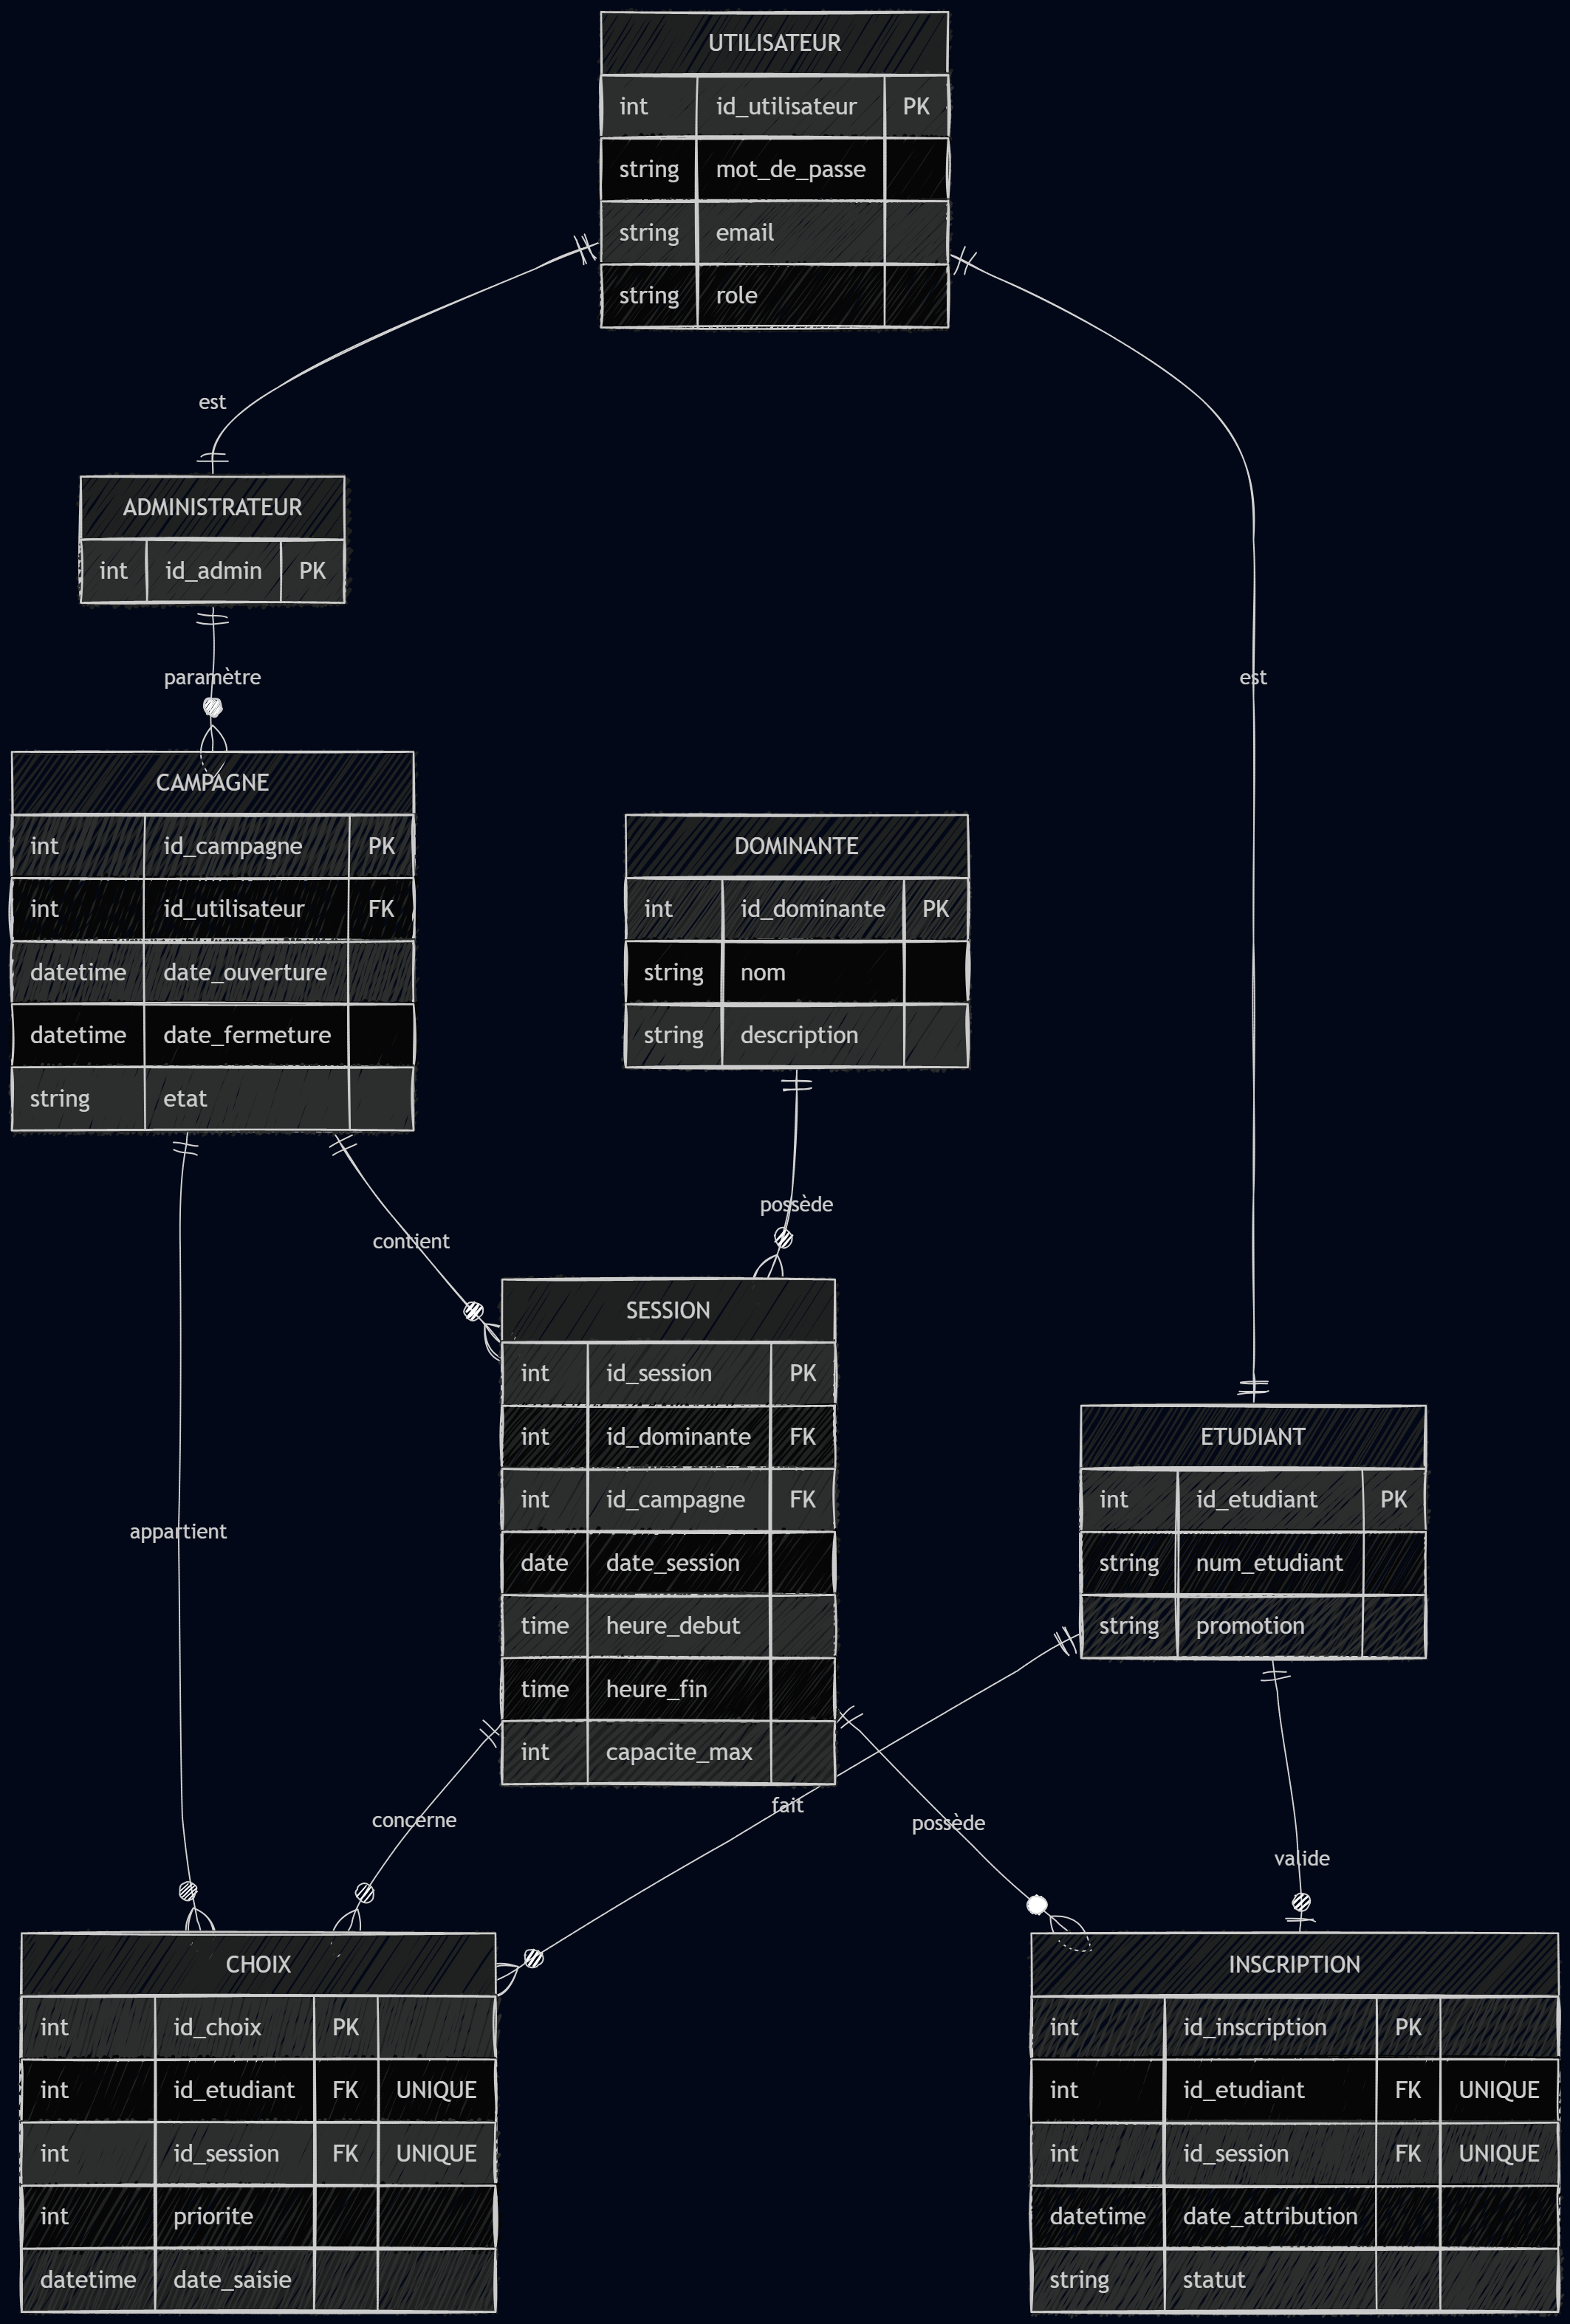 UTILISATEUR
int id_utilisateur PK
string mot_de_passe
string email
string role
est
ADMINISTRATEUR
int id_admin PK
paramètre
est
CAMPAGNE
int id_campagne PK
int id_utilisateur FK
datetime date_ouverture
datetime date_fermeture
string etat
DOMINANTE
int id_dominante PK
string nom
string description
possède
contient
SESSION
int id_session PK
int id_dominante FK
int id_campagne FK
date date_session
time heure_debut
time heure_fin
int capacite_max
ETUDIANT
int id_etudiant PK
string num_etudiant
string promotion
appartient
fait
concerne
possède
valide
CHOIX
int id_choix PK
int id_etudiant FK UNIQUE
int id_session FK UNIQUE
int priorite
datetime date_saisie
INSCRIPTION
int id_inscription PK
int id_etudiant FK UNIQUE
int id_session FK UNIQUE
datetime date_attribution
string statut